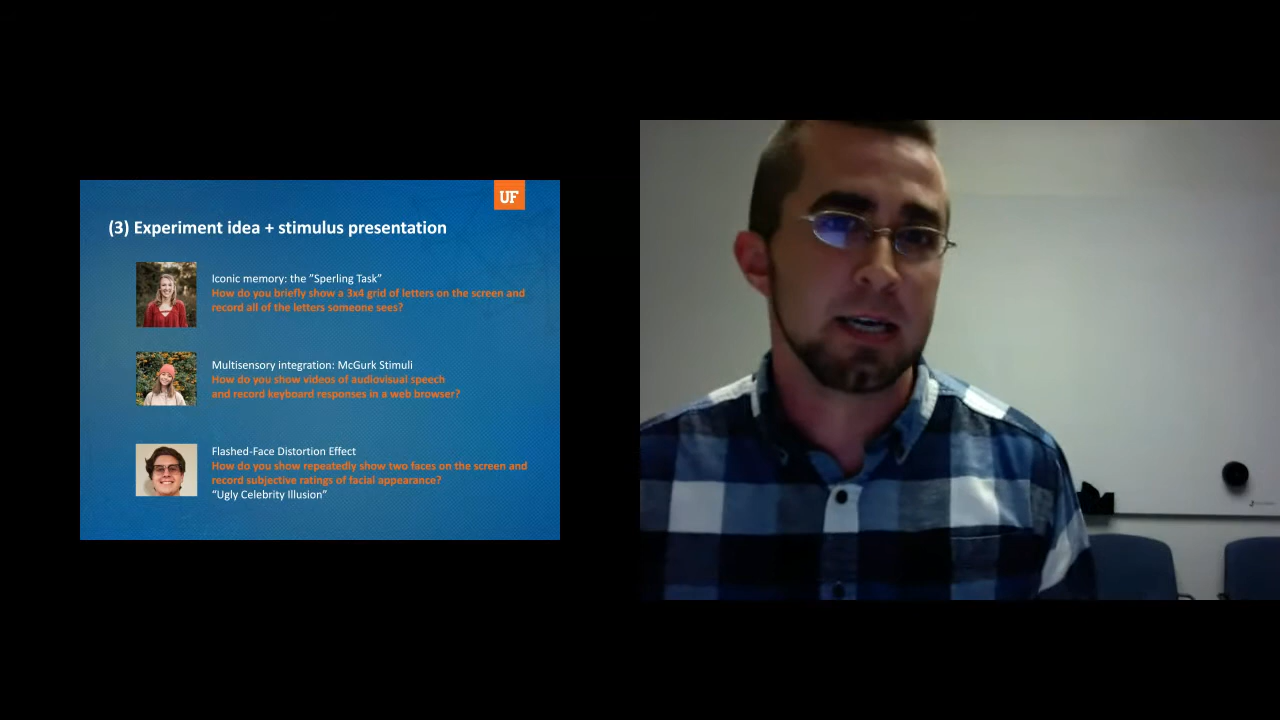 UF
(3) Experiment idea + stimulus presentation
Iconic memory: the ”Sperling Task”
How do you briefly show a 3x4 grid of letters on the screen and
record all of the letters someone sees?
Multisensory integration: McGurk Stimuli
How do you show videos of audiovisual speech
and record keyboard responses in a web browser?
Flashed-Face Distortion Effect
How do you show repeatedly show two faces on the screen and
record subjective ratings of facial appearance?
“Ugly Celebrity Illusion”